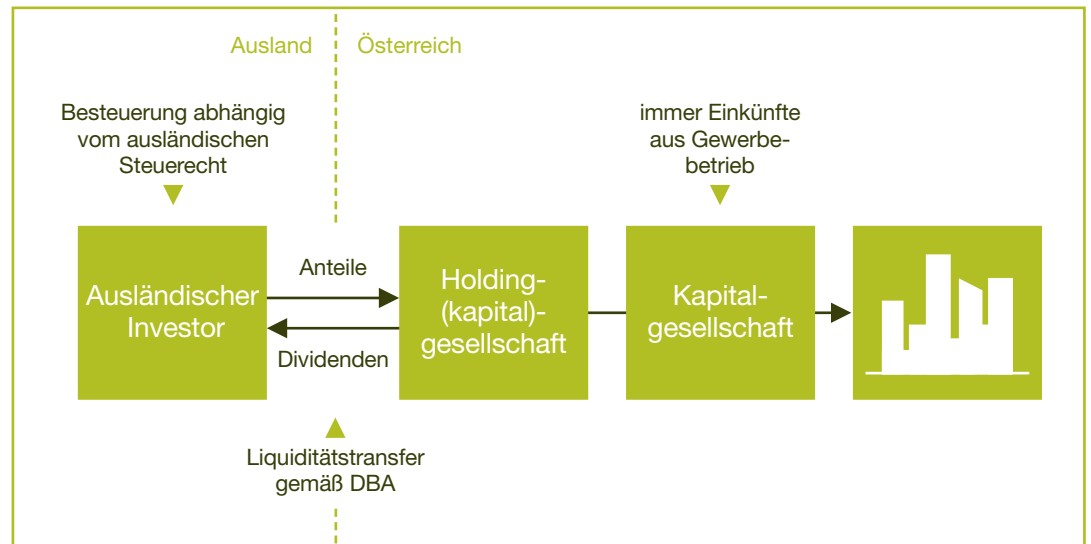 Ausland
Österreich
Besteuerung abhängig
vom ausländischen
Steuerecht
immer Einkünfte
aus Gewerbe-
betrieb
Ausländischer
Investor
Anteile
Dividenden
Holding-
(kapital)-
gesellschaft
Kapital-
gesellschaft
Liquiditätstransfer
gemäß DBA